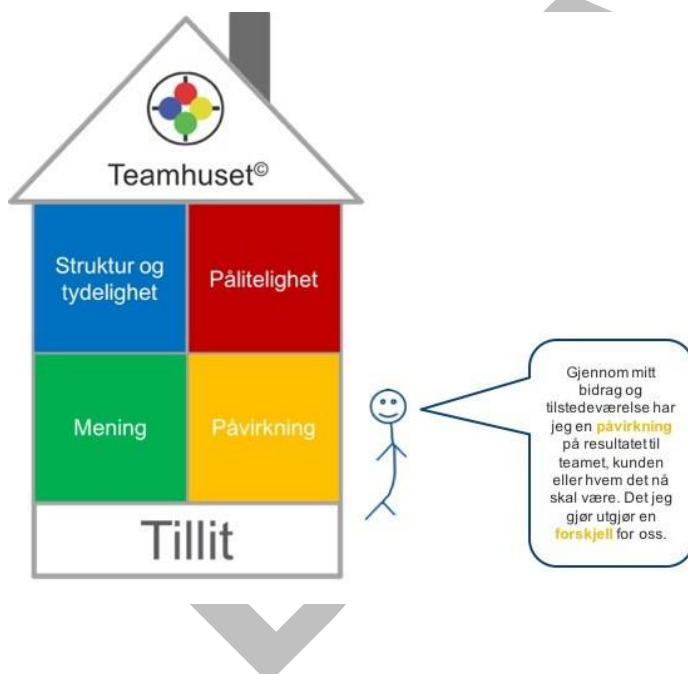 Teamhuset©
Struktur og
tydelighet
Pålitelighet
Mening
Påvirkning
Tillit
Gjennom mitt
bidrag og
tilstedeværelse har
jeg en påvirkning
på resultatet til
teamet, kunden
eller hvem det nå
skal være. Det jeg
gjør utgjør en
forskjell for oss.